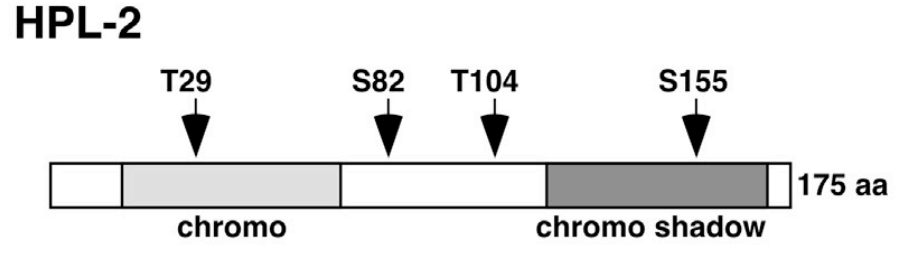 HPL-2
T29 S82 T104 S155
175 aa
chromo chromo shadow